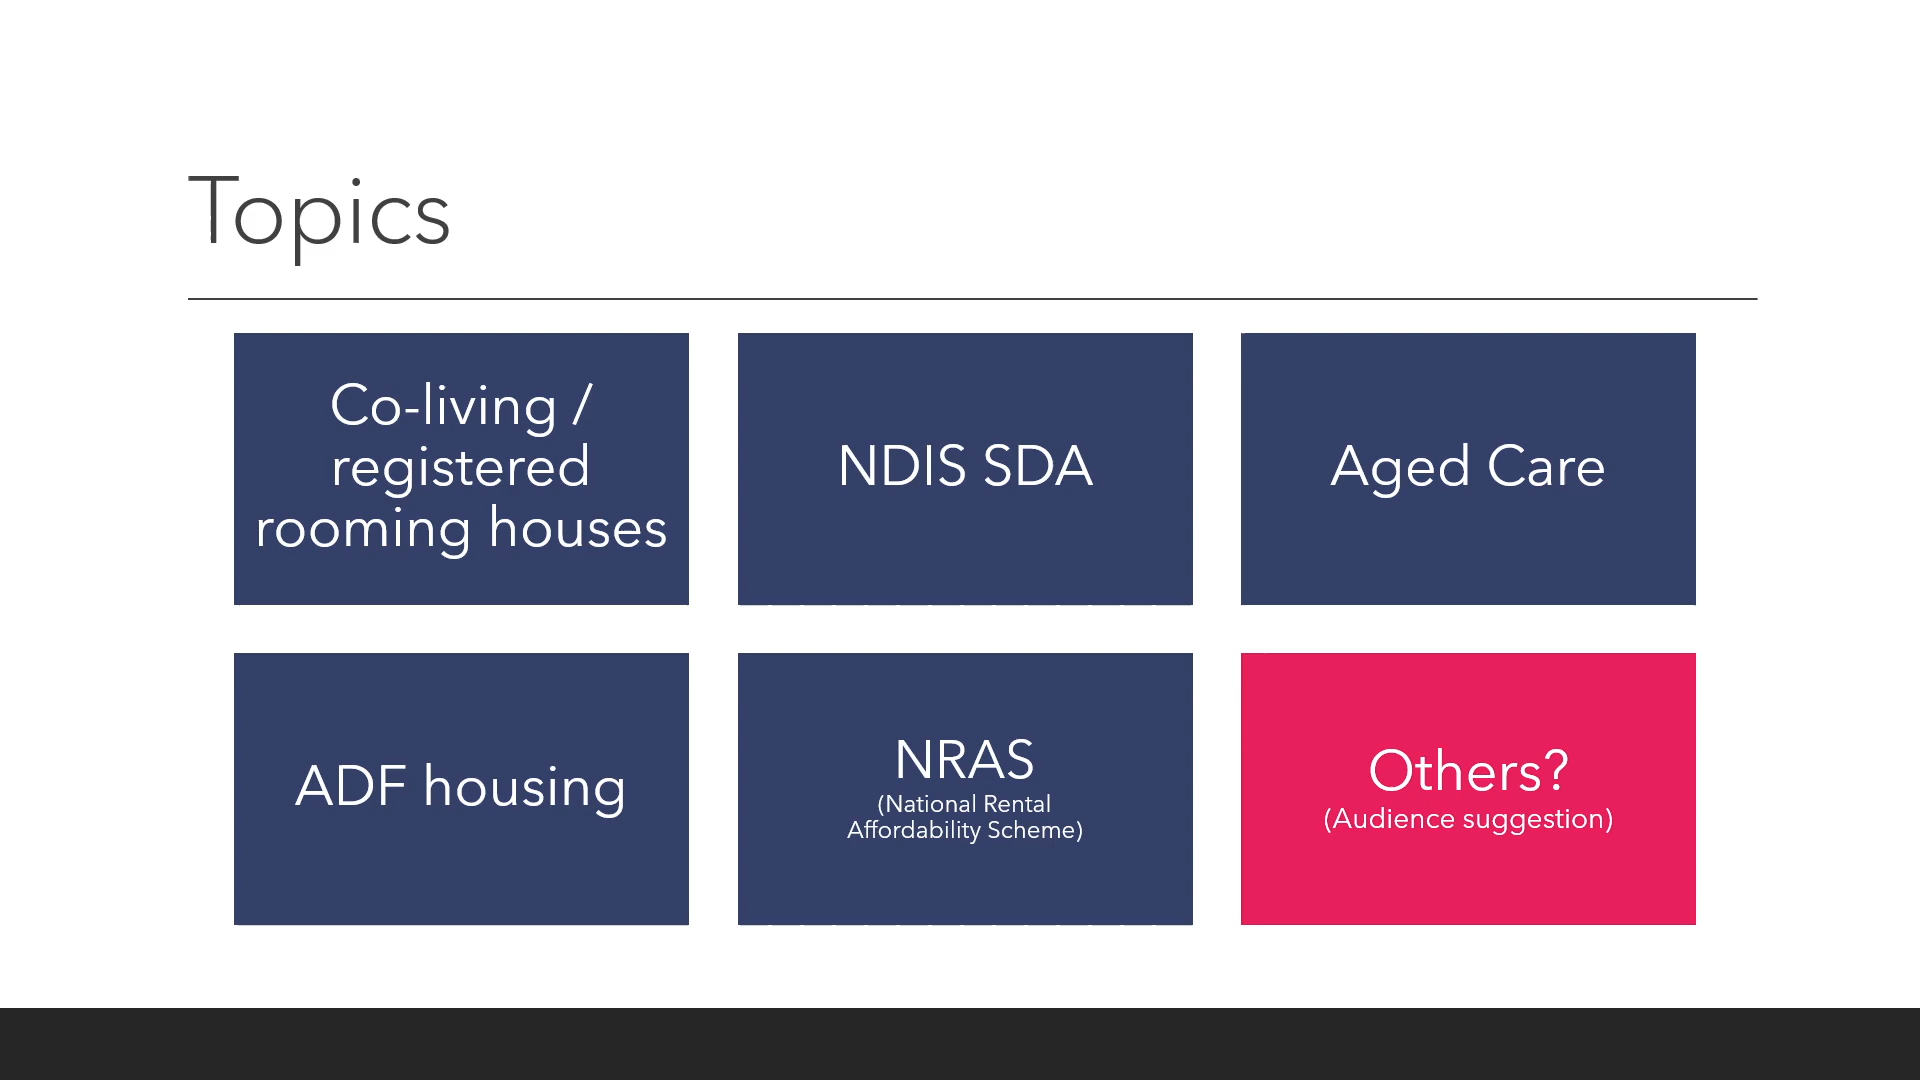 Topics
Co-living /
registered
rooming houses
NDIS SDA
Aged Care
ADF housing
NRAS
(National Rental
Affordability Scheme)
Others?
(Audience suggestion)